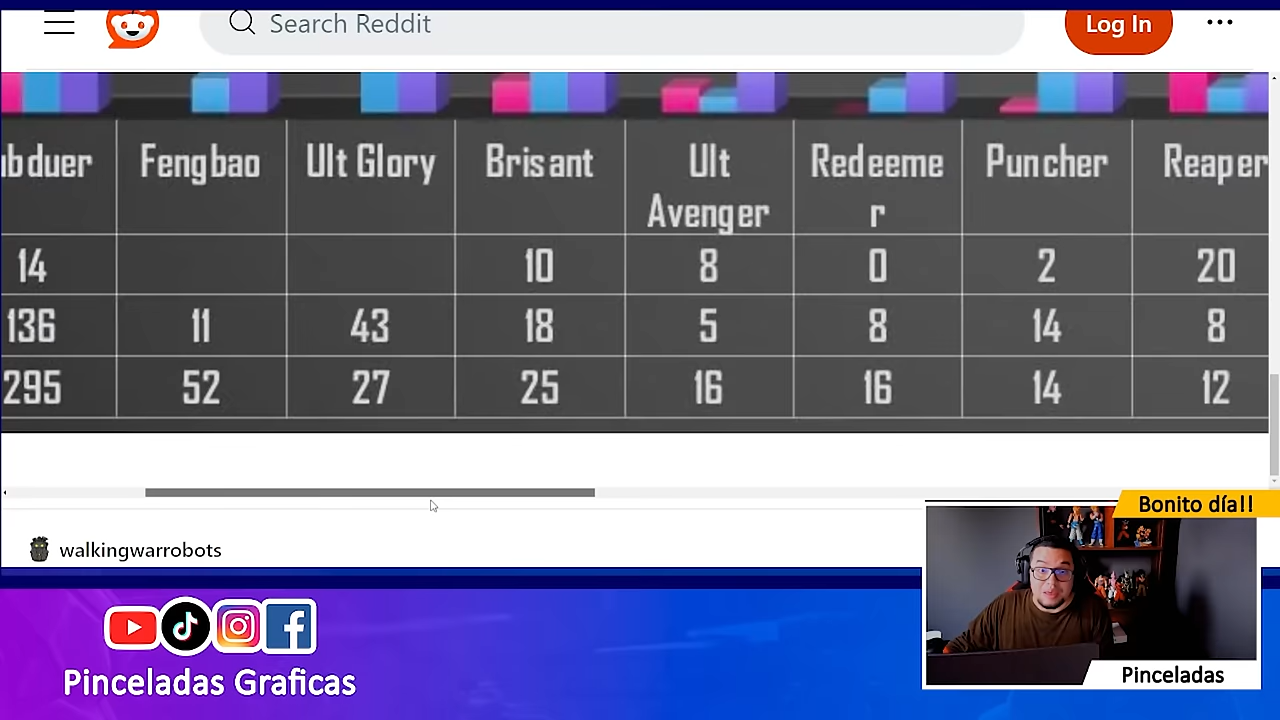 Search Reddit
Log In
bduer Fengbao Ult Glory Brisant Ult Avenger Redeemer Puncher Reaper
14 10 8 0 2 20
136 11 43 18 5 8 14 8
295 52 27 25 16 16 14 12
walkingwarrobots
Bonito día!!
Pinceladas
Pinceladas Graficas